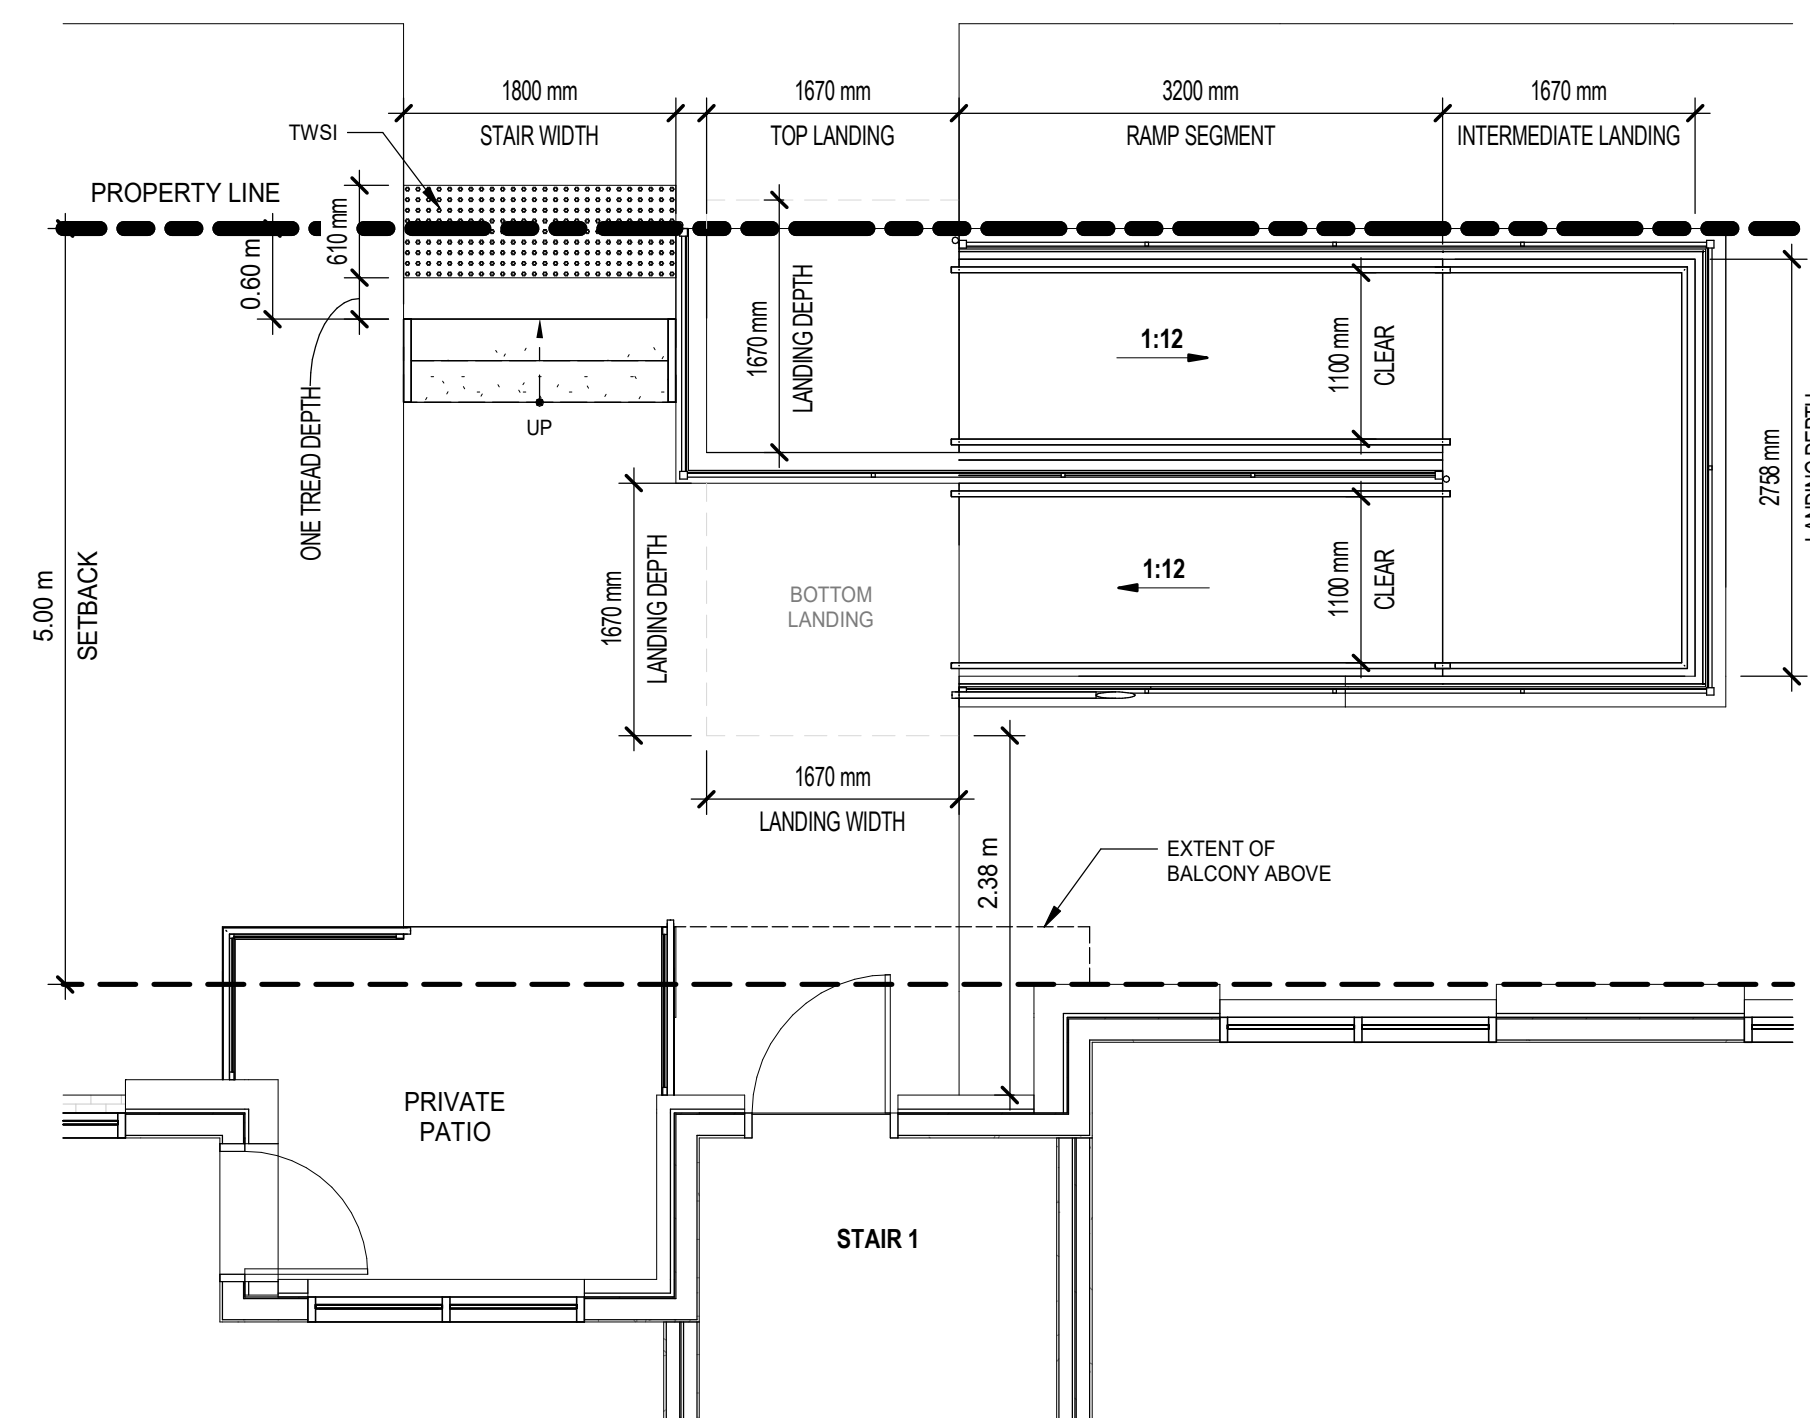 1800 mm
STAIR WIDTH
1670 mm
TOP LANDING
3200 mm
RAMP SEGMENT
1670 mm
INTERMEDIATE LANDING
TWSI
PROPERTY LINE
610 mm
0.60 m
ONE TREAD DEPTH
UP
1670 mm
LANDING DEPTH
1:12
1100 mm
CLEAR
2758 mm
5.00 m
SETBACK
1670 mm
LANDING DEPTH
BOTTOM
LANDING
1:12
1100 mm
CLEAR
1670 mm
LANDING WIDTH
2.38 m
EXTENT OF
BALCONY ABOVE
PRIVATE
PATIO
STAIR 1